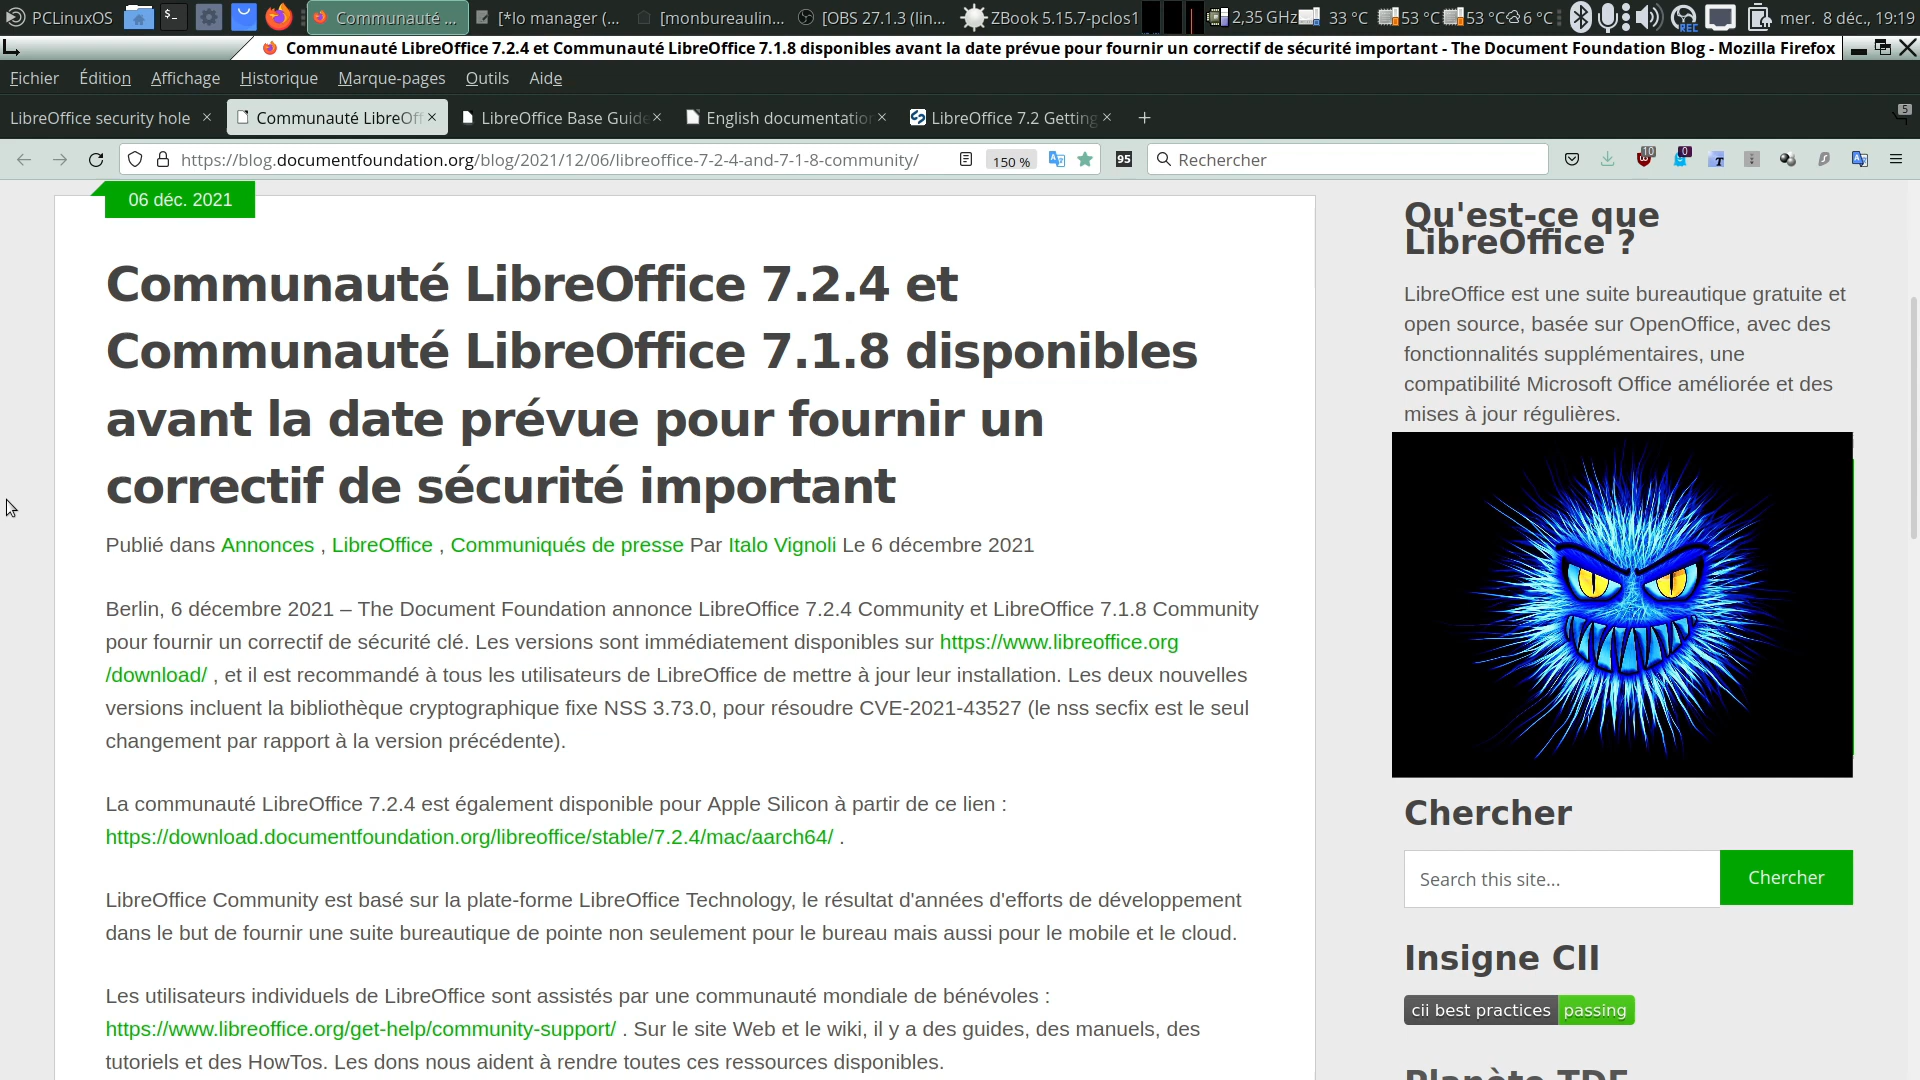 PCLinuxOS
Communauté ...
[*lo manager (...
[monbureaulin...
[OBS 27.1.3 (lin...
ZBook 5.15.7-pclos1
2,35 GHz
33 °C
53 °C
53 °C
6 °C
REC
mer. 8 déc., 19:19
Communauté LibreOffice 7.2.4 et Communauté LibreOffice 7.1.8 disponibles avant la date prévue pour fournir un correctif de sécurité important - The Document Foundation Blog - Mozilla Firefox
Fichier Édition Affichage Historique Marque-pages Outils Aide
LibreOffice security hole
Communauté LibreOff
LibreOffice Base Guide
English documentation
LibreOffice 7.2 Getting
5
https://blog.documentfoundation.org/blog/2021/12/06/libreoffice-7-2-4-and-7-1-8-community/
150 %
95
Rechercher
10
0
06 déc. 2021
Communauté LibreOffice 7.2.4 et
Communauté LibreOffice 7.1.8 disponibles
avant la date prévue pour fournir un
correctif de sécurité important
Publié dans Annonces , LibreOffice , Communiqués de presse Par Italo Vignoli Le 6 décembre 2021
Berlin, 6 décembre 2021 – The Document Foundation annonce LibreOffice 7.2.4 Community et LibreOffice 7.1.8 Community
pour fournir un correctif de sécurité clé. Les versions sont immédiatement disponibles sur https://www.libreoffice.org
/download/ , et il est recommandé à tous les utilisateurs de LibreOffice de mettre à jour leur installation. Les deux nouvelles
versions incluent la bibliothèque cryptographique fixe NSS 3.73.0, pour résoudre CVE-2021-43527 (le nss secfix est le seul
changement par rapport à la version précédente).
La communauté LibreOffice 7.2.4 est également disponible pour Apple Silicon à partir de ce lien :
https://download.documentfoundation.org/libreoffice/stable/7.2.4/mac/aarch64/ .
LibreOffice Community est basé sur la plate-forme LibreOffice Technology, le résultat d'années d'efforts de développement
dans le but de fournir une suite bureautique de pointe non seulement pour le bureau mais aussi pour le mobile et le cloud.
Les utilisateurs individuels de LibreOffice sont assistés par une communauté mondiale de bénévoles :
https://www.libreoffice.org/get-help/community-support/ . Sur le site Web et le wiki, il y a des guides, des manuels, des
tutoriels et des HowTos. Les dons nous aident à rendre toutes ces ressources disponibles.
Qu'est-ce que
LibreOffice ?
LibreOffice est une suite bureautique gratuite et
open source, basée sur OpenOffice, avec des
fonctionnalités supplémentaires, une
compatibilité Microsoft Office améliorée et des
mises à jour régulières.
Chercher
Search this site...
Chercher
Insigne CII
cii best practices passing
Planète TDF